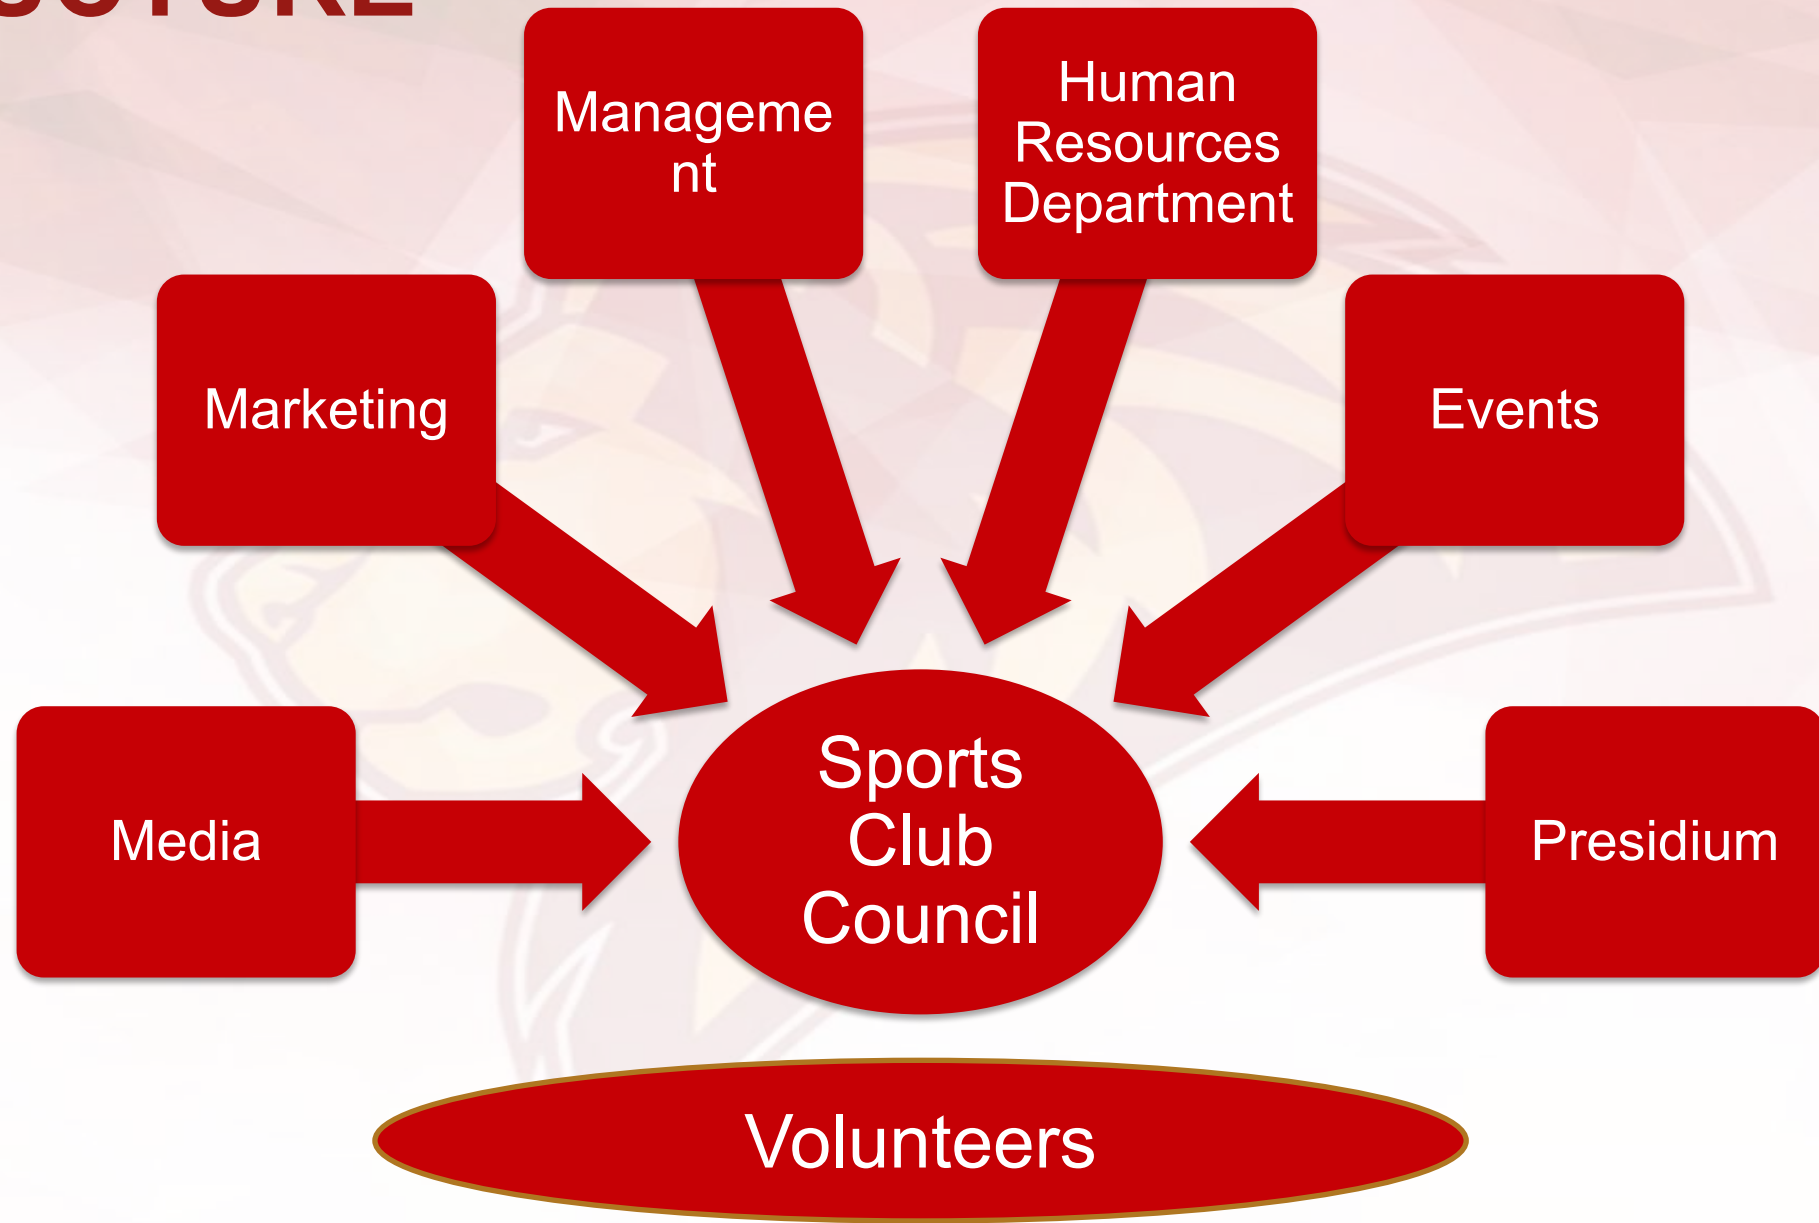 Manageme
nt
Human
Resources
Department
Marketing
Events
Media
Sports
Club
Council
Presidium
Volunteers